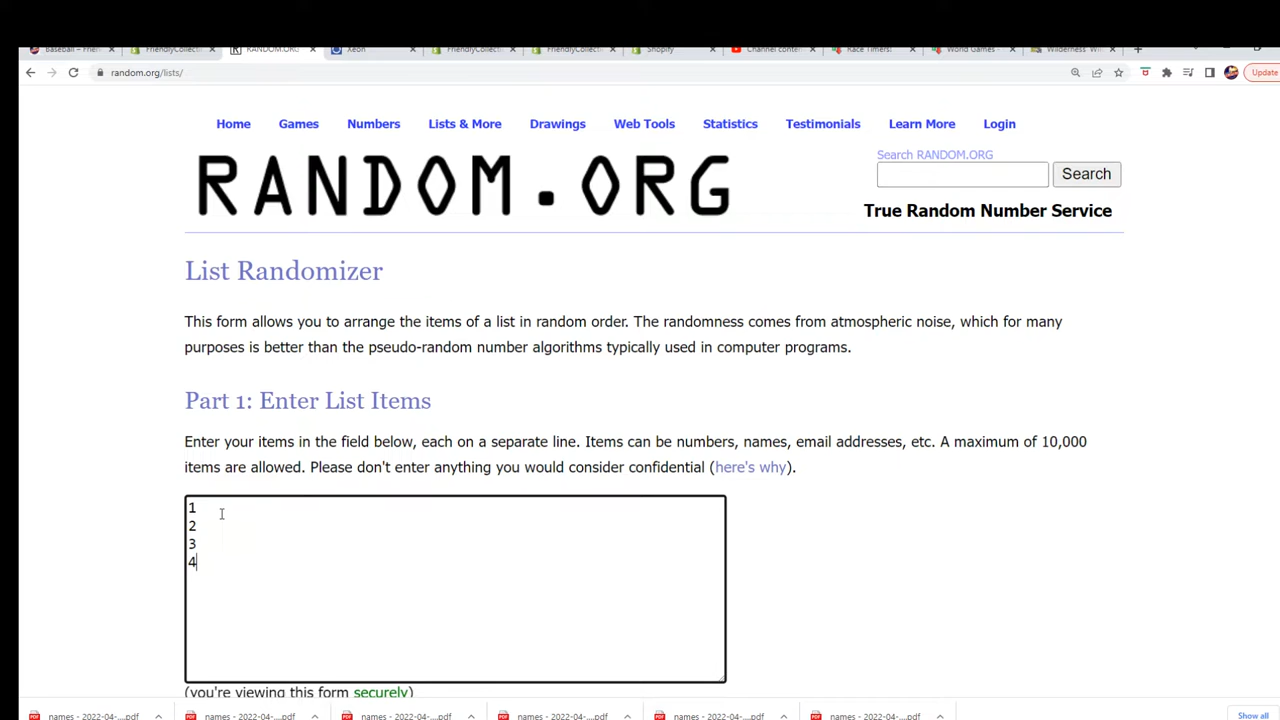 Baseball – Frien
FriendlyCollect
RANDOM.ORG
Xeon
FriendlyCollect
FriendlyCollect
Shopify
Channel conten
Race Timers!
World Games -
Wilderness Wi
random.org/lists/
Update
Home Games Numbers Lists & More Drawings Web Tools Statistics Testimonials Learn More Login
RANDOM.ORG
Search RANDOM.ORG
Search
True Random Number Service
List Randomizer
This form allows you to arrange the items of a list in random order. The randomness comes from atmospheric noise, which for many
purposes is better than the pseudo-random number algorithms typically used in computer programs.
Part 1: Enter List Items
Enter your items in the field below, each on a separate line. Items can be numbers, names, email addresses, etc. A maximum of 10,000
items are allowed. Please don't enter anything you would consider confidential (here's why).
1
2
3
4
(you're viewing this form securely)
names - 2022-04-....pdf names - 2022-04-....pdf names - 2022-04-....pdf names - 2022-04-....pdf names - 2022-04-....pdf names - 2022-04-....pdf Show all